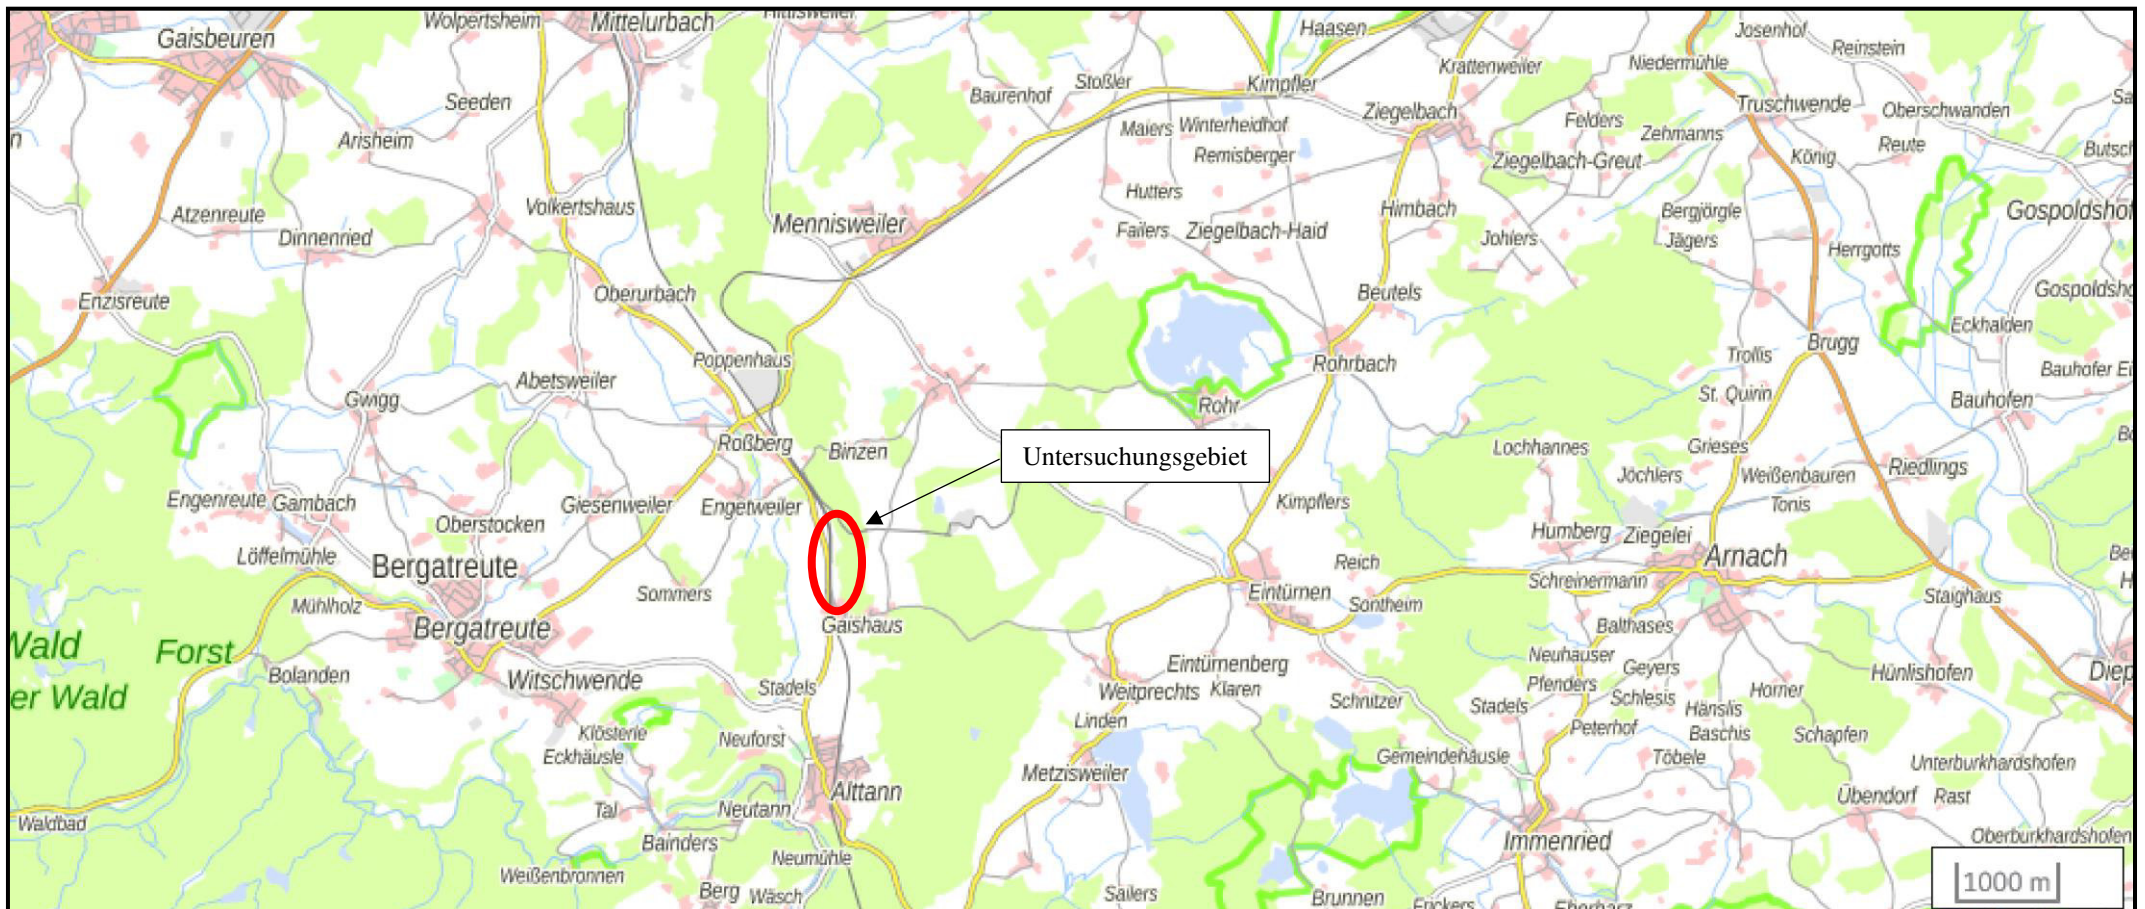 Wolpertsheim
Mittelurbach
Haasen
Josenhof
Gaisbeuren
Reinstein
Krattenweiler
Niedermühle
Stoßler
Kimpfler
Baurenhof
Seeden
Truschwende
Oberschwanden
Ziegelbach
Felders
Maiers
Winterheidhof
Zehmanns
Arisheim
Remisberger
König
Reute
Butsch
Ziegelbach-Greut
Hutters
Volkertshaus
Atzenreute
Himbach
Bergjörgle
Gospoldshof
Mennisweiler
Dinnenried
Failers
Ziegelbach-Haid
Johlers
Jägers
Herrgotts
Enzisreute
Oberurbach
Beutels
Gospoldsho
Eckhalden
Poppenhaus
Rohrbach
Trollis
Brugg
Bauhofer Ei
Abetsweiler
Gwigg
Rohr
St. Quirin
Bauhofen
Roßberg
Binzen
Untersuchungsgebiet
Lochhannes
Grieses
Jöchlers
Weißenbauren
Riedlings
Engenreute
Gambach
Giesenweiler
Engetweiler
Kimpflers
Tonis
Oberstocken
Humberg
Ziegelei
Löffelmühle
Bergatreute
Reich
Arnach
Schreinermann
Sommers
Eintürnen
Sontheim
Staighaus
Mühlholz
Bergatreute
Gaishaus
Balthases
Wald
Forst
Neuhauser
Geyers
Eintürnenberg
Bolanden
Witschwende
Stadels
Weitprechts
Klaren
Pfenders
Schlesis
Horner
Hünlishofen
Diep
er Wald
Schnitzer
Stadels
Hänslis
Linden
Klösterle
Neuforst
Peterhof
Baschis
Schapfen
Eckhäusle
Gemeindehäusle
Töbele
Unterburkhardshofen
Metzisweiler
Alttann
Übendorf
Rast
Tal
Neutann
Waldbad
Bainders
Immenried
Oberburkhardshofen
Neumühle
Weißenbronnen
Berg
Wäsch
Sailers
Brunnen
1000 m